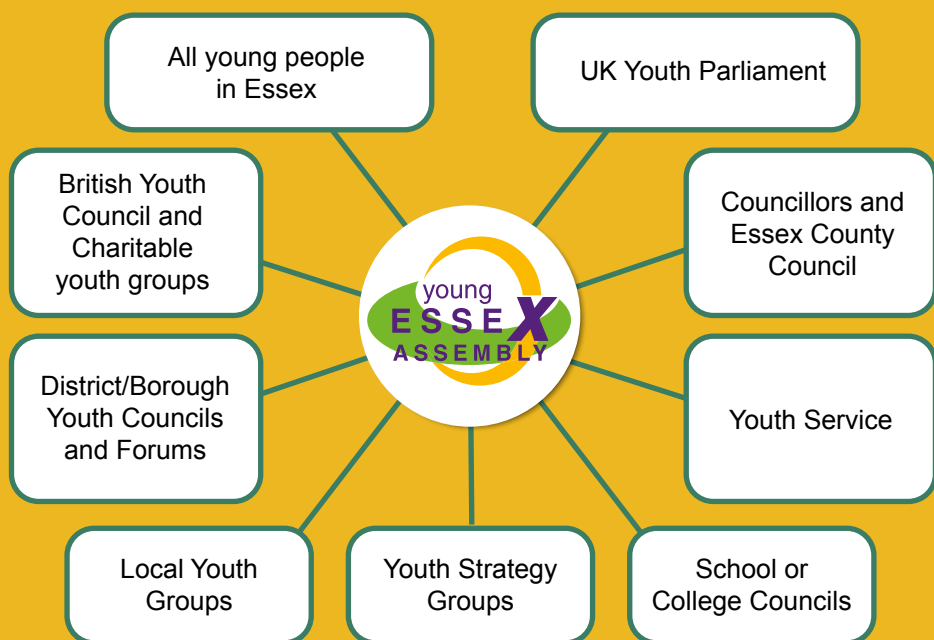 All young people
in Essex
UK Youth Parliament
British Youth
Council and
Charitable
youth groups
Councillors and
Essex County
Council
young
ESSEX
ASSEMBLY
District/Borough
Youth Councils
and Forums
Youth Service
Local Youth
Groups
Youth Strategy
Groups
School or
College Councils